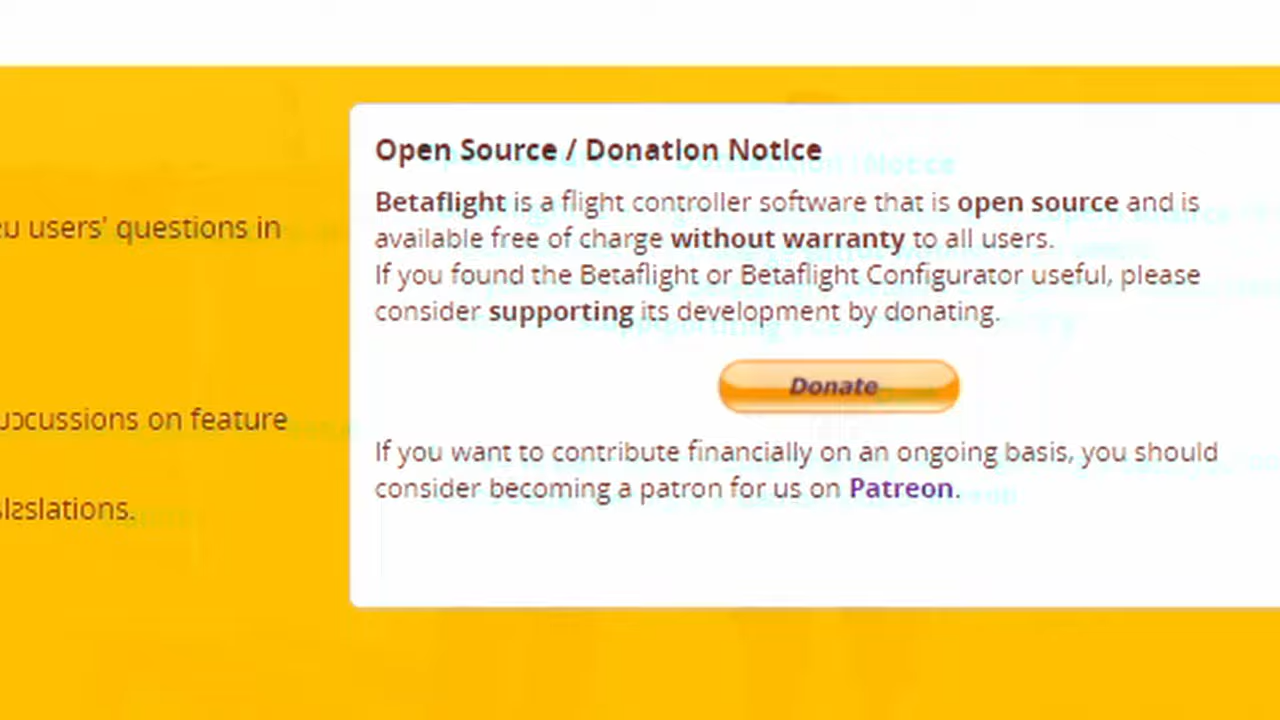 users' questions in
on feature
Open Source / Donation Notice
Betaflight is a flight controller software that is open source and is
available free of charge without warranty to all users.
If you found the Betaflight or Betaflight Configurator useful, please
consider supporting its development by donating.
Donate
If you want to contribute financially on an ongoing basis, you should
consider becoming a patron for us on Patreon.